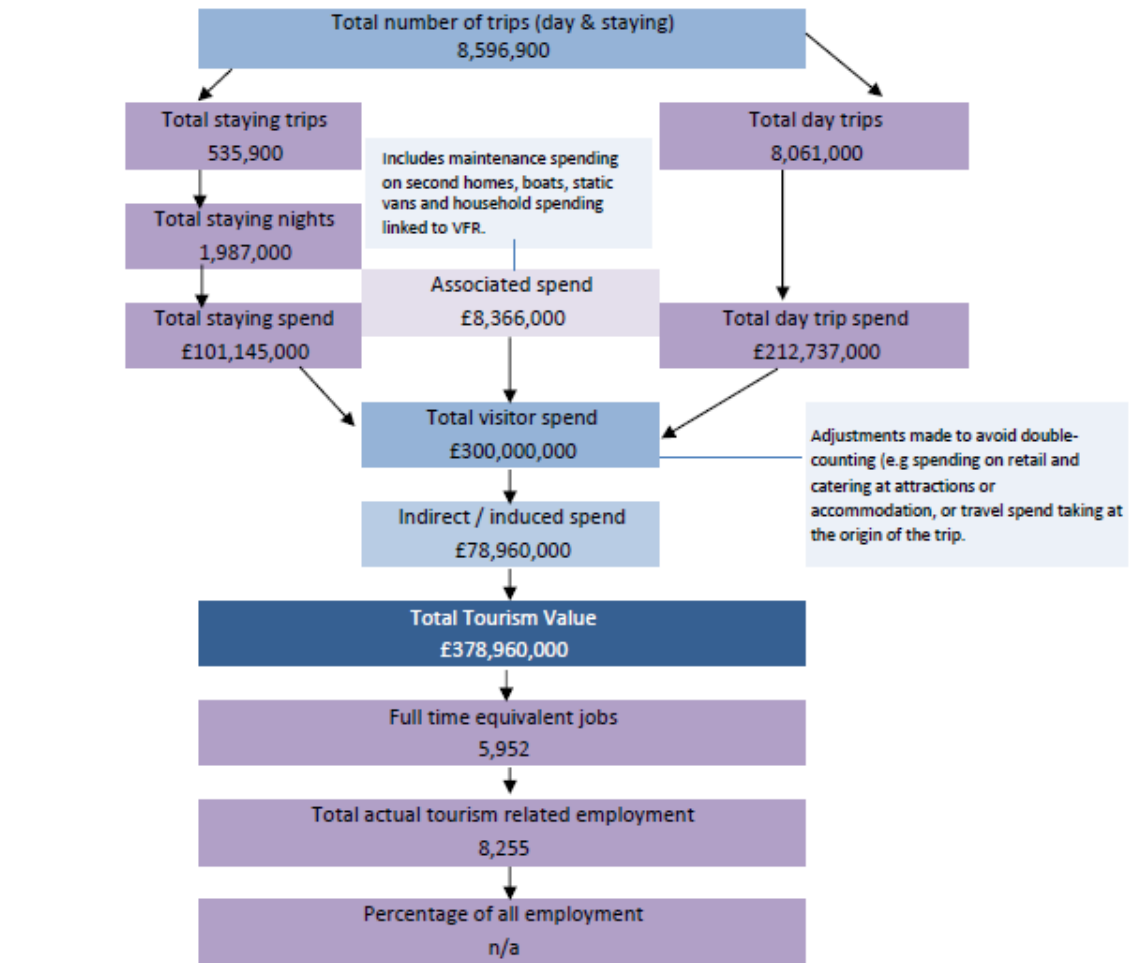 Total number of trips (day & staying)
8,596,900
Total staying trips
535,900
Total day trips
8,061,000
Includes maintenance spending
on second homes, boats, static
vans and household spending
linked to VFR.
Total staying nights
1,987,000
Associated spend
£8,366,000
Total staying spend
£101,145,000
Total day trip spend
£212,737,000
Total visitor spend
£300,000,000
Adjustments made to avoid double-
counting (e.g spending on retail and
catering at attractions or
accommodation, or travel spend taking at
the origin of the trip.
Indirect / induced spend
£78,960,000
Total Tourism Value
£378,960,000
Full time equivalent jobs
5,952
Total actual tourism related employment
8,255
Percentage of all employment
n/a